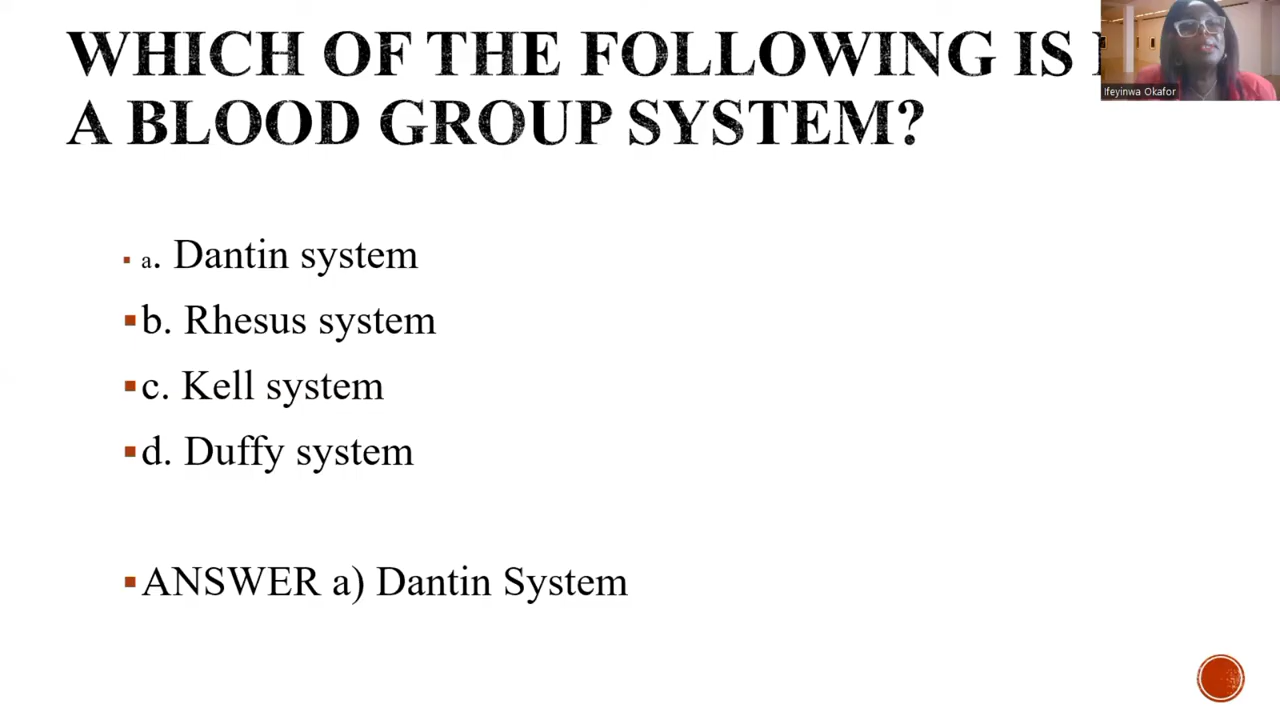 WHICH OF THE FOLLOWING IS
A BLOOD GROUP SYSTEM?
Ifeyinwa Okafor
a. Dantin system
b. Rhesus system
c. Kell system
d. Duffy system
ANSWER a) Dantin System